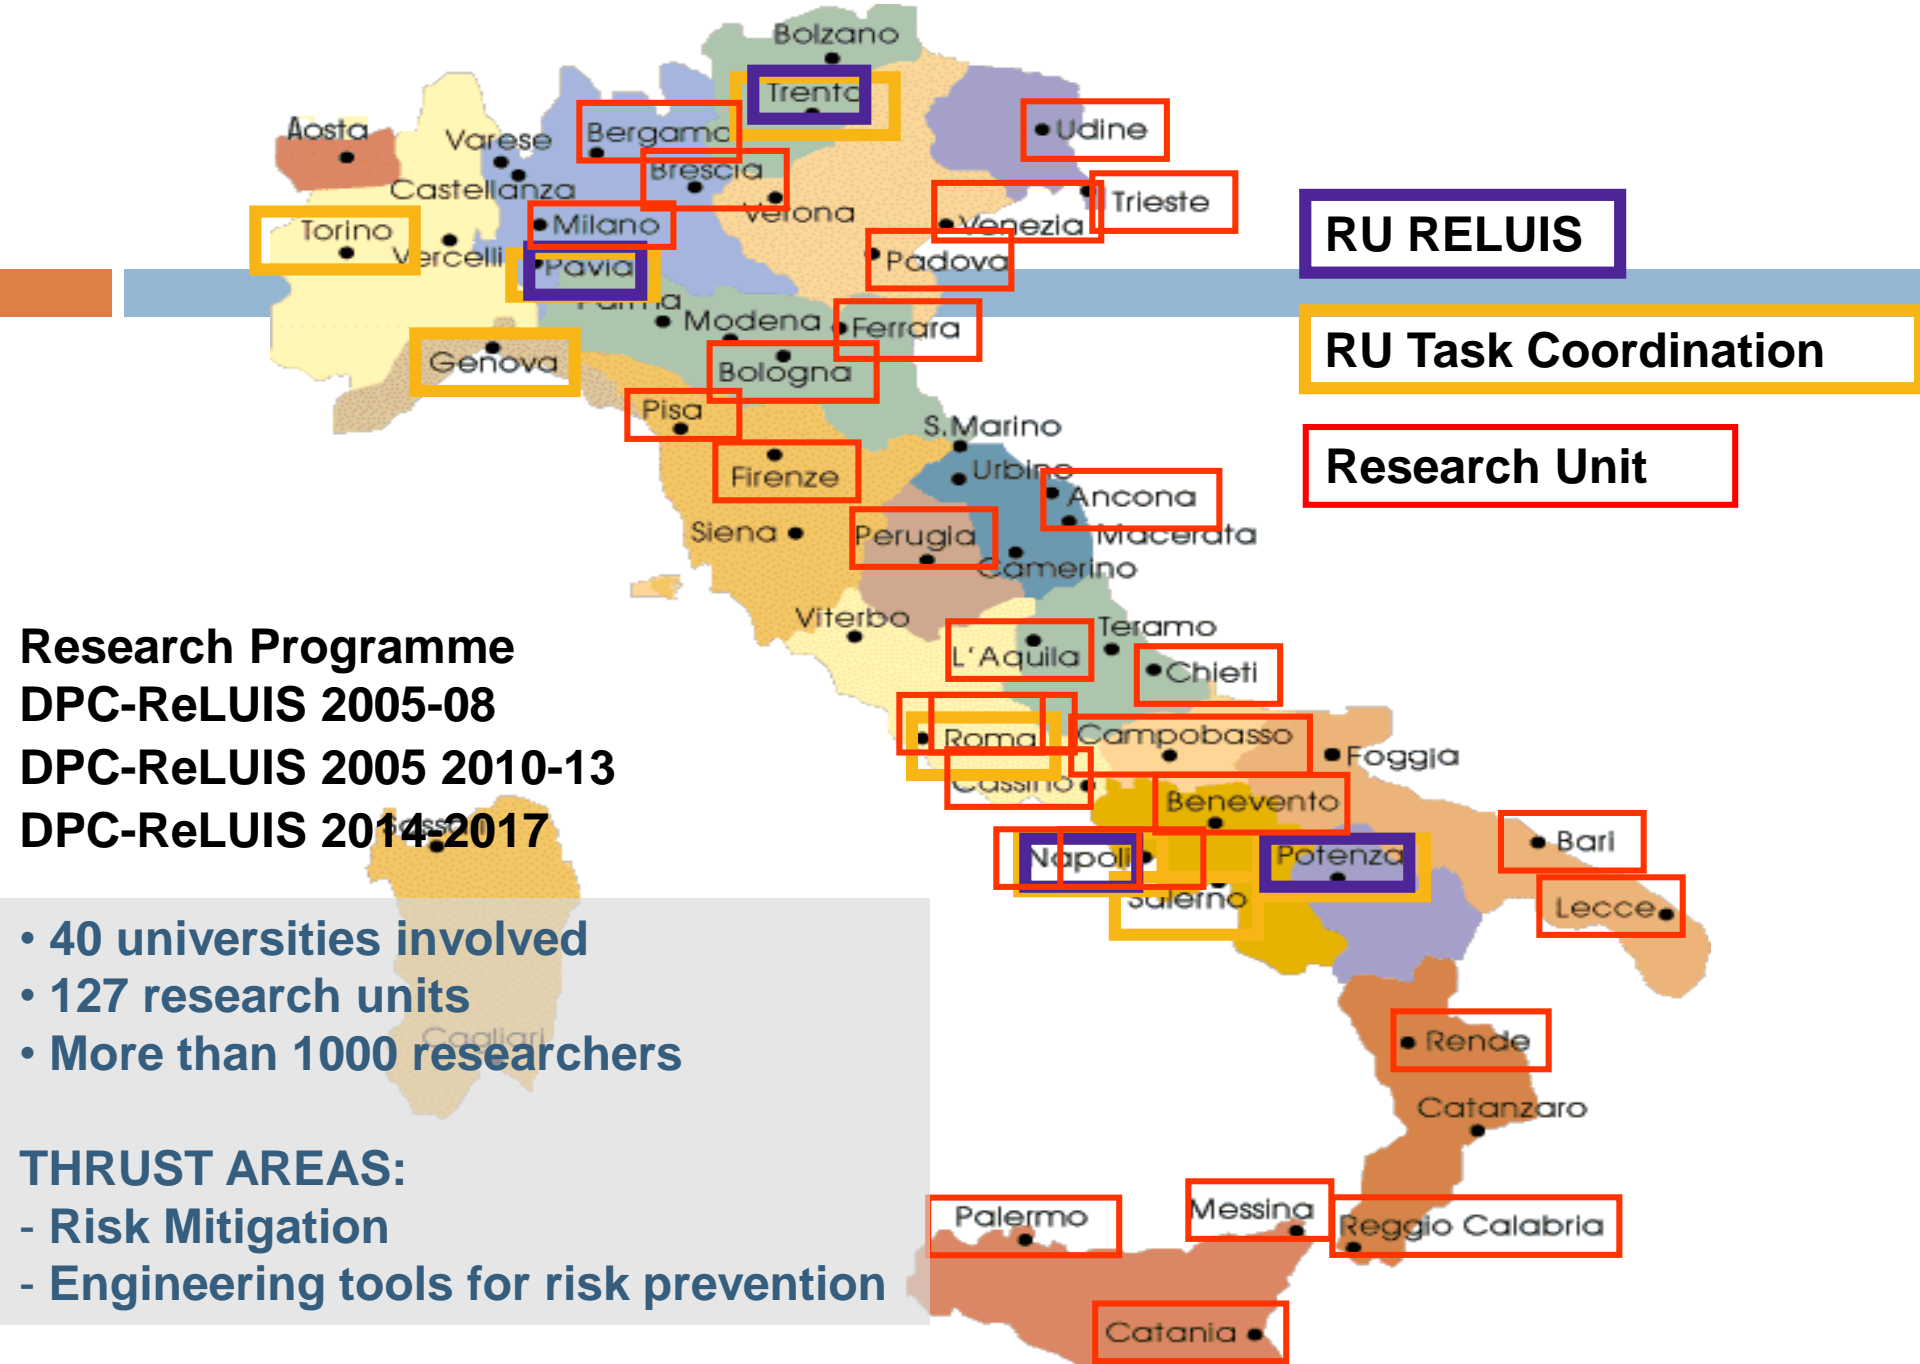 Bolzano
Trento
Aosta
Varese
Bergamo
Udine
Brescia
Castellanza
Verona
Trieste
Torino
Milano
Venezia
Vercelli
Pavia
Padova
Parma
Modena
Ferrara
Genova
Bologna
Pisa
S.Marino
Firenze
Urbino
Ancona
Siena
Perugia
Macerata
Camerino
Viterbo
L'Aquila
Teramo
Chieti
Roma
Campobasso
Foggia
Cassino
Benevento
Napoli
Potenza
Bari
Salerno
Lecce
Rende
Catanzaro
Palermo
Messina
Reggio Calabria
Catania
Sassari
Cagliari
RU RELUIS
RU Task Coordination
Research Unit
Research Programme
DPC-ReLUIS 2005-08
DPC-ReLUIS 2005 2010-13
DPC-ReLUIS 2014-2017
• 40 universities involved
• 127 research units
• More than 1000 researchers
THRUST AREAS:
- Risk Mitigation
- Engineering tools for risk prevention